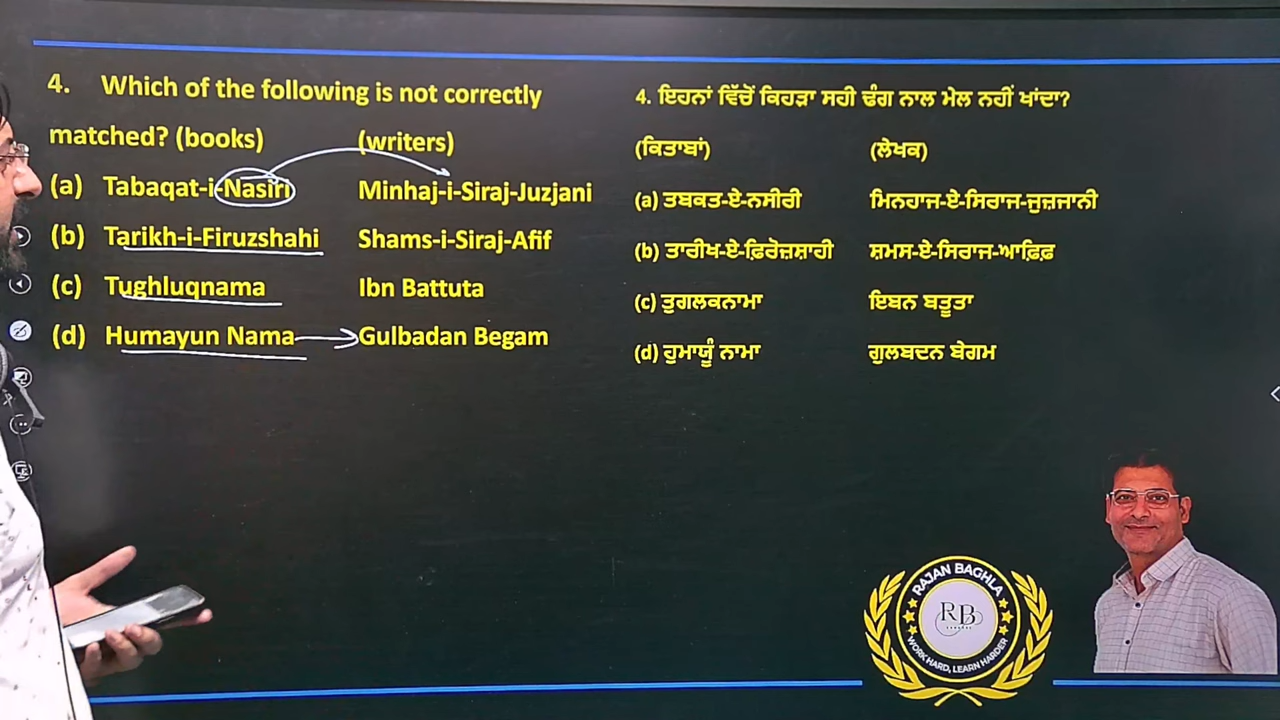 4. Which of the following is not correctly
matched? (books) (writers)
(a) Tabaqat-i-Nasiri Minhaj-i-Siraj-Juzjani
(b) Tarikh-i-Firuzshahi Shams-i-Siraj-Afif
(c) Tughluqnama Ibn Battuta
(d) Humayun Nama Gulbadan Begam
4. ਇਹਨਾਂ ਵਿੱਚੋਂ ਕਿਹੜਾ ਸਹੀ ਢੰਗ ਨਾਲ ਮੇਲ ਨਹੀਂ ਖਾਂਦਾ?
(ਕਿਤਾਬਾਂ) (ਲੇਖਕ)
(a) ਤਬਕਤ-ਏ-ਨਸੀਰੀ ਮਿਨਹਾਜ-ਏ-ਸਿਰਾਜ-ਜੁਜ਼ਜਾਨੀ
(b) ਤਾਰੀਖ-ਏ-ਫ਼ਿਰੋਜ਼ਸ਼ਾਹੀ ਸ਼ਮਸ-ਏ-ਸਿਰਾਜ-ਆਫ਼ਿਫ਼
(c) ਤੁਗਲਕਨਾਮਾ ਇਬਨ ਬਤੂਤਾ
(d) ਹੁਮਾਯੂੰ ਨਾਮਾ ਗੁਲਬਦਨ ਬੇਗਮ
RAJAN BAGHLA
RB
WORK HARD, LEARN HARDER